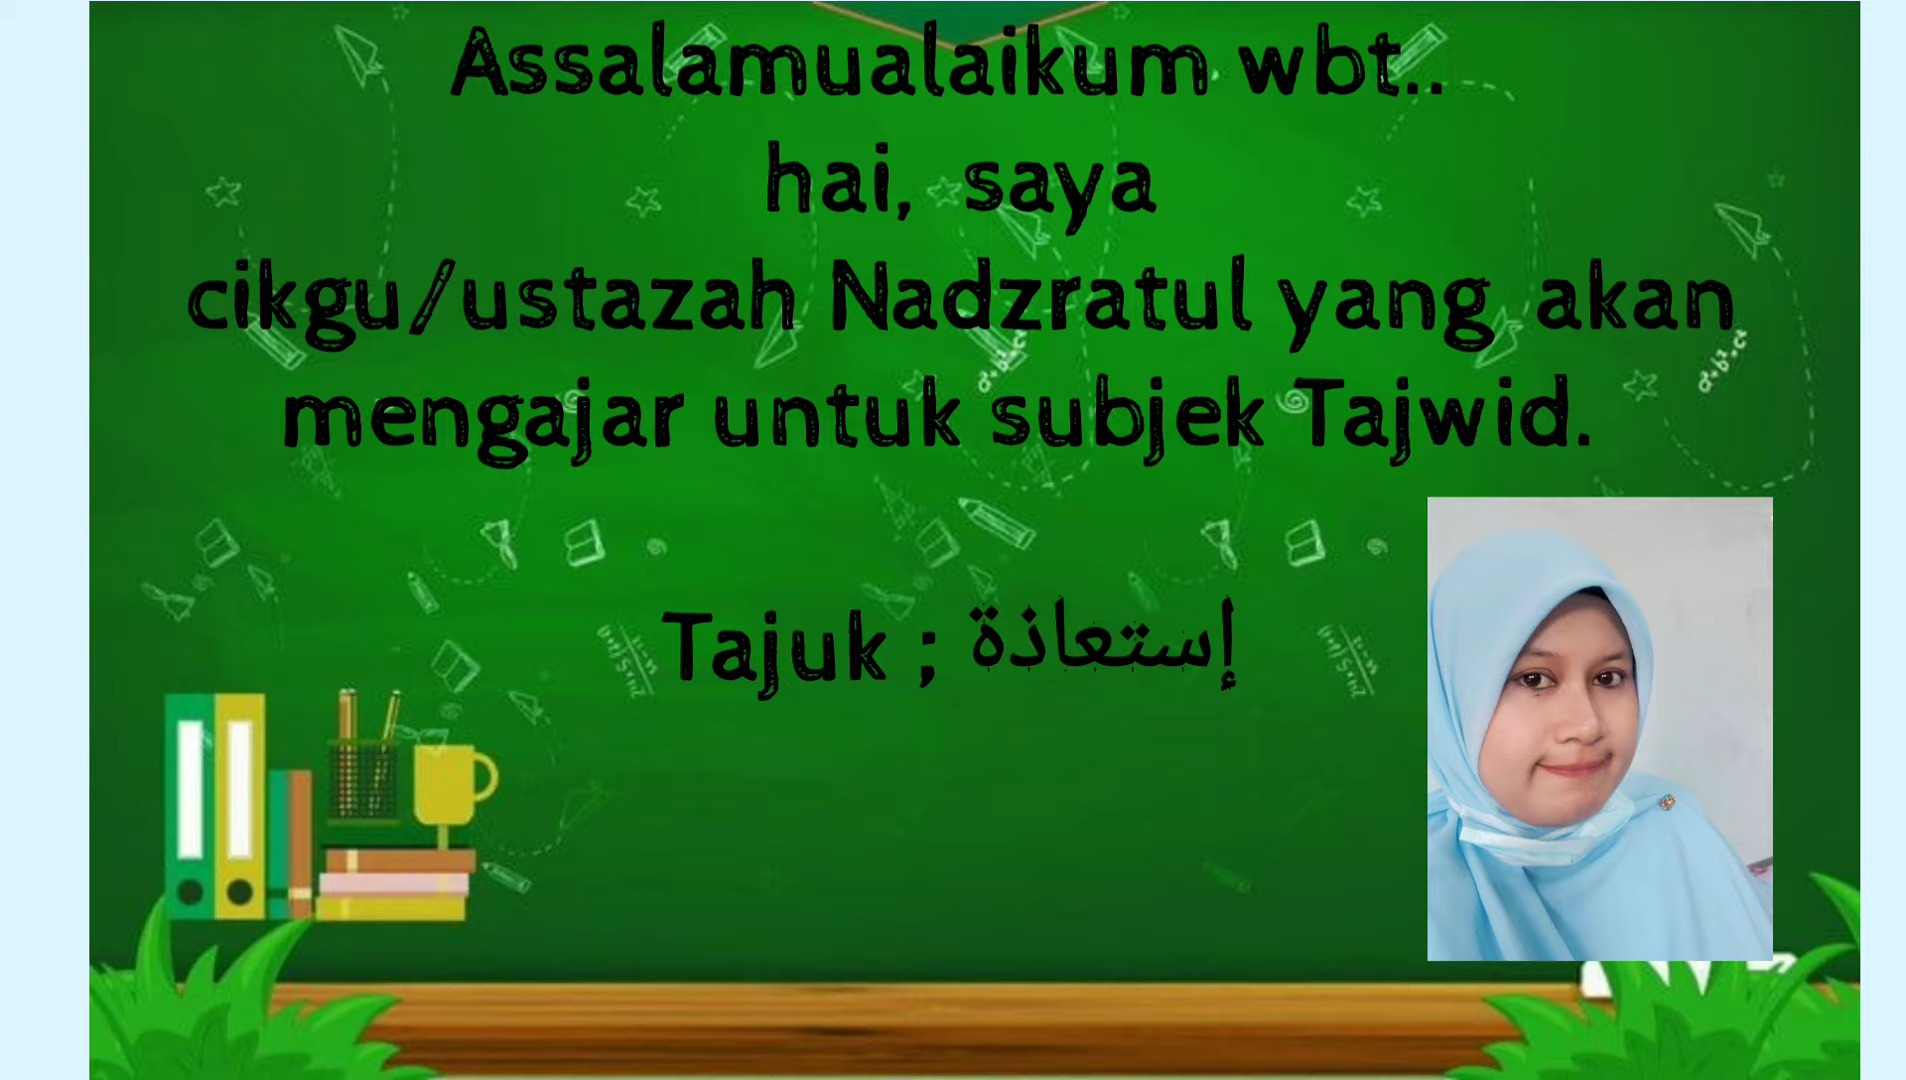 Assalamualaikum wbt..
hai, saya
cikgu/ustazah Nadzratul yang akan
mengajar untuk subjek Tajwid.
Tajuk ; إستعاذة